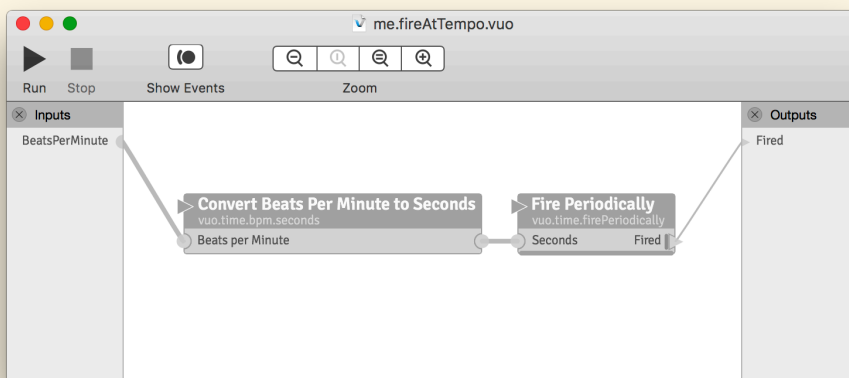 me.fireAtTempo.vuo
Run Stop Show Events Zoom
Inputs
Outputs
BeatsPerMinute
Fired
Convert Beats Per Minute to Seconds
vuo.time.bpm.seconds
Beats per Minute
Fire Periodically
vuo.time.firePeriodically
Seconds Fired